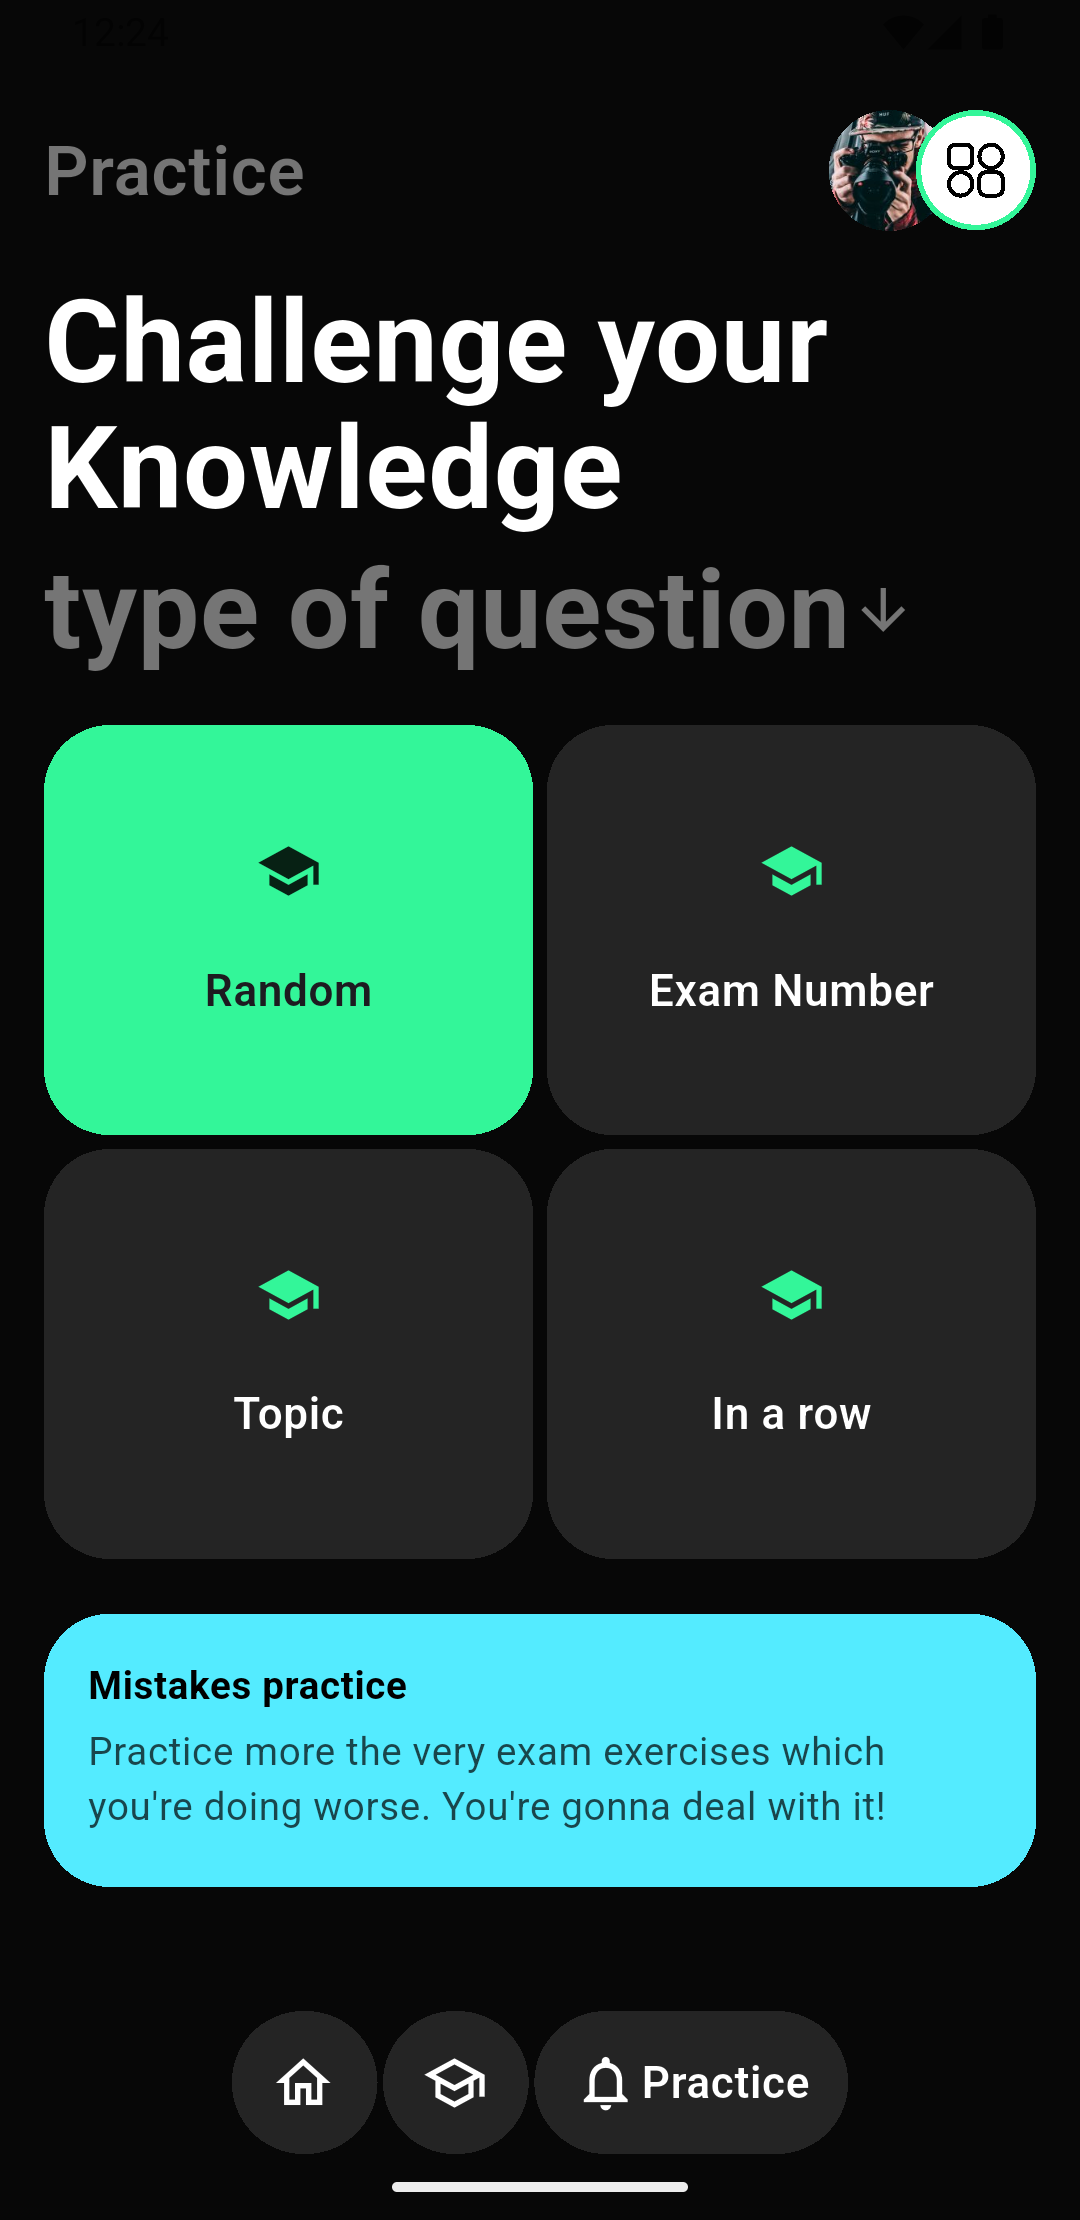 12:24
Practice
Challenge your
Knowledge
type of question
Random
Exam Number
Topic
In a row
Mistakes practice
Practice more the very exam exercises which
you're doing worse. You're gonna deal with it!
Practice